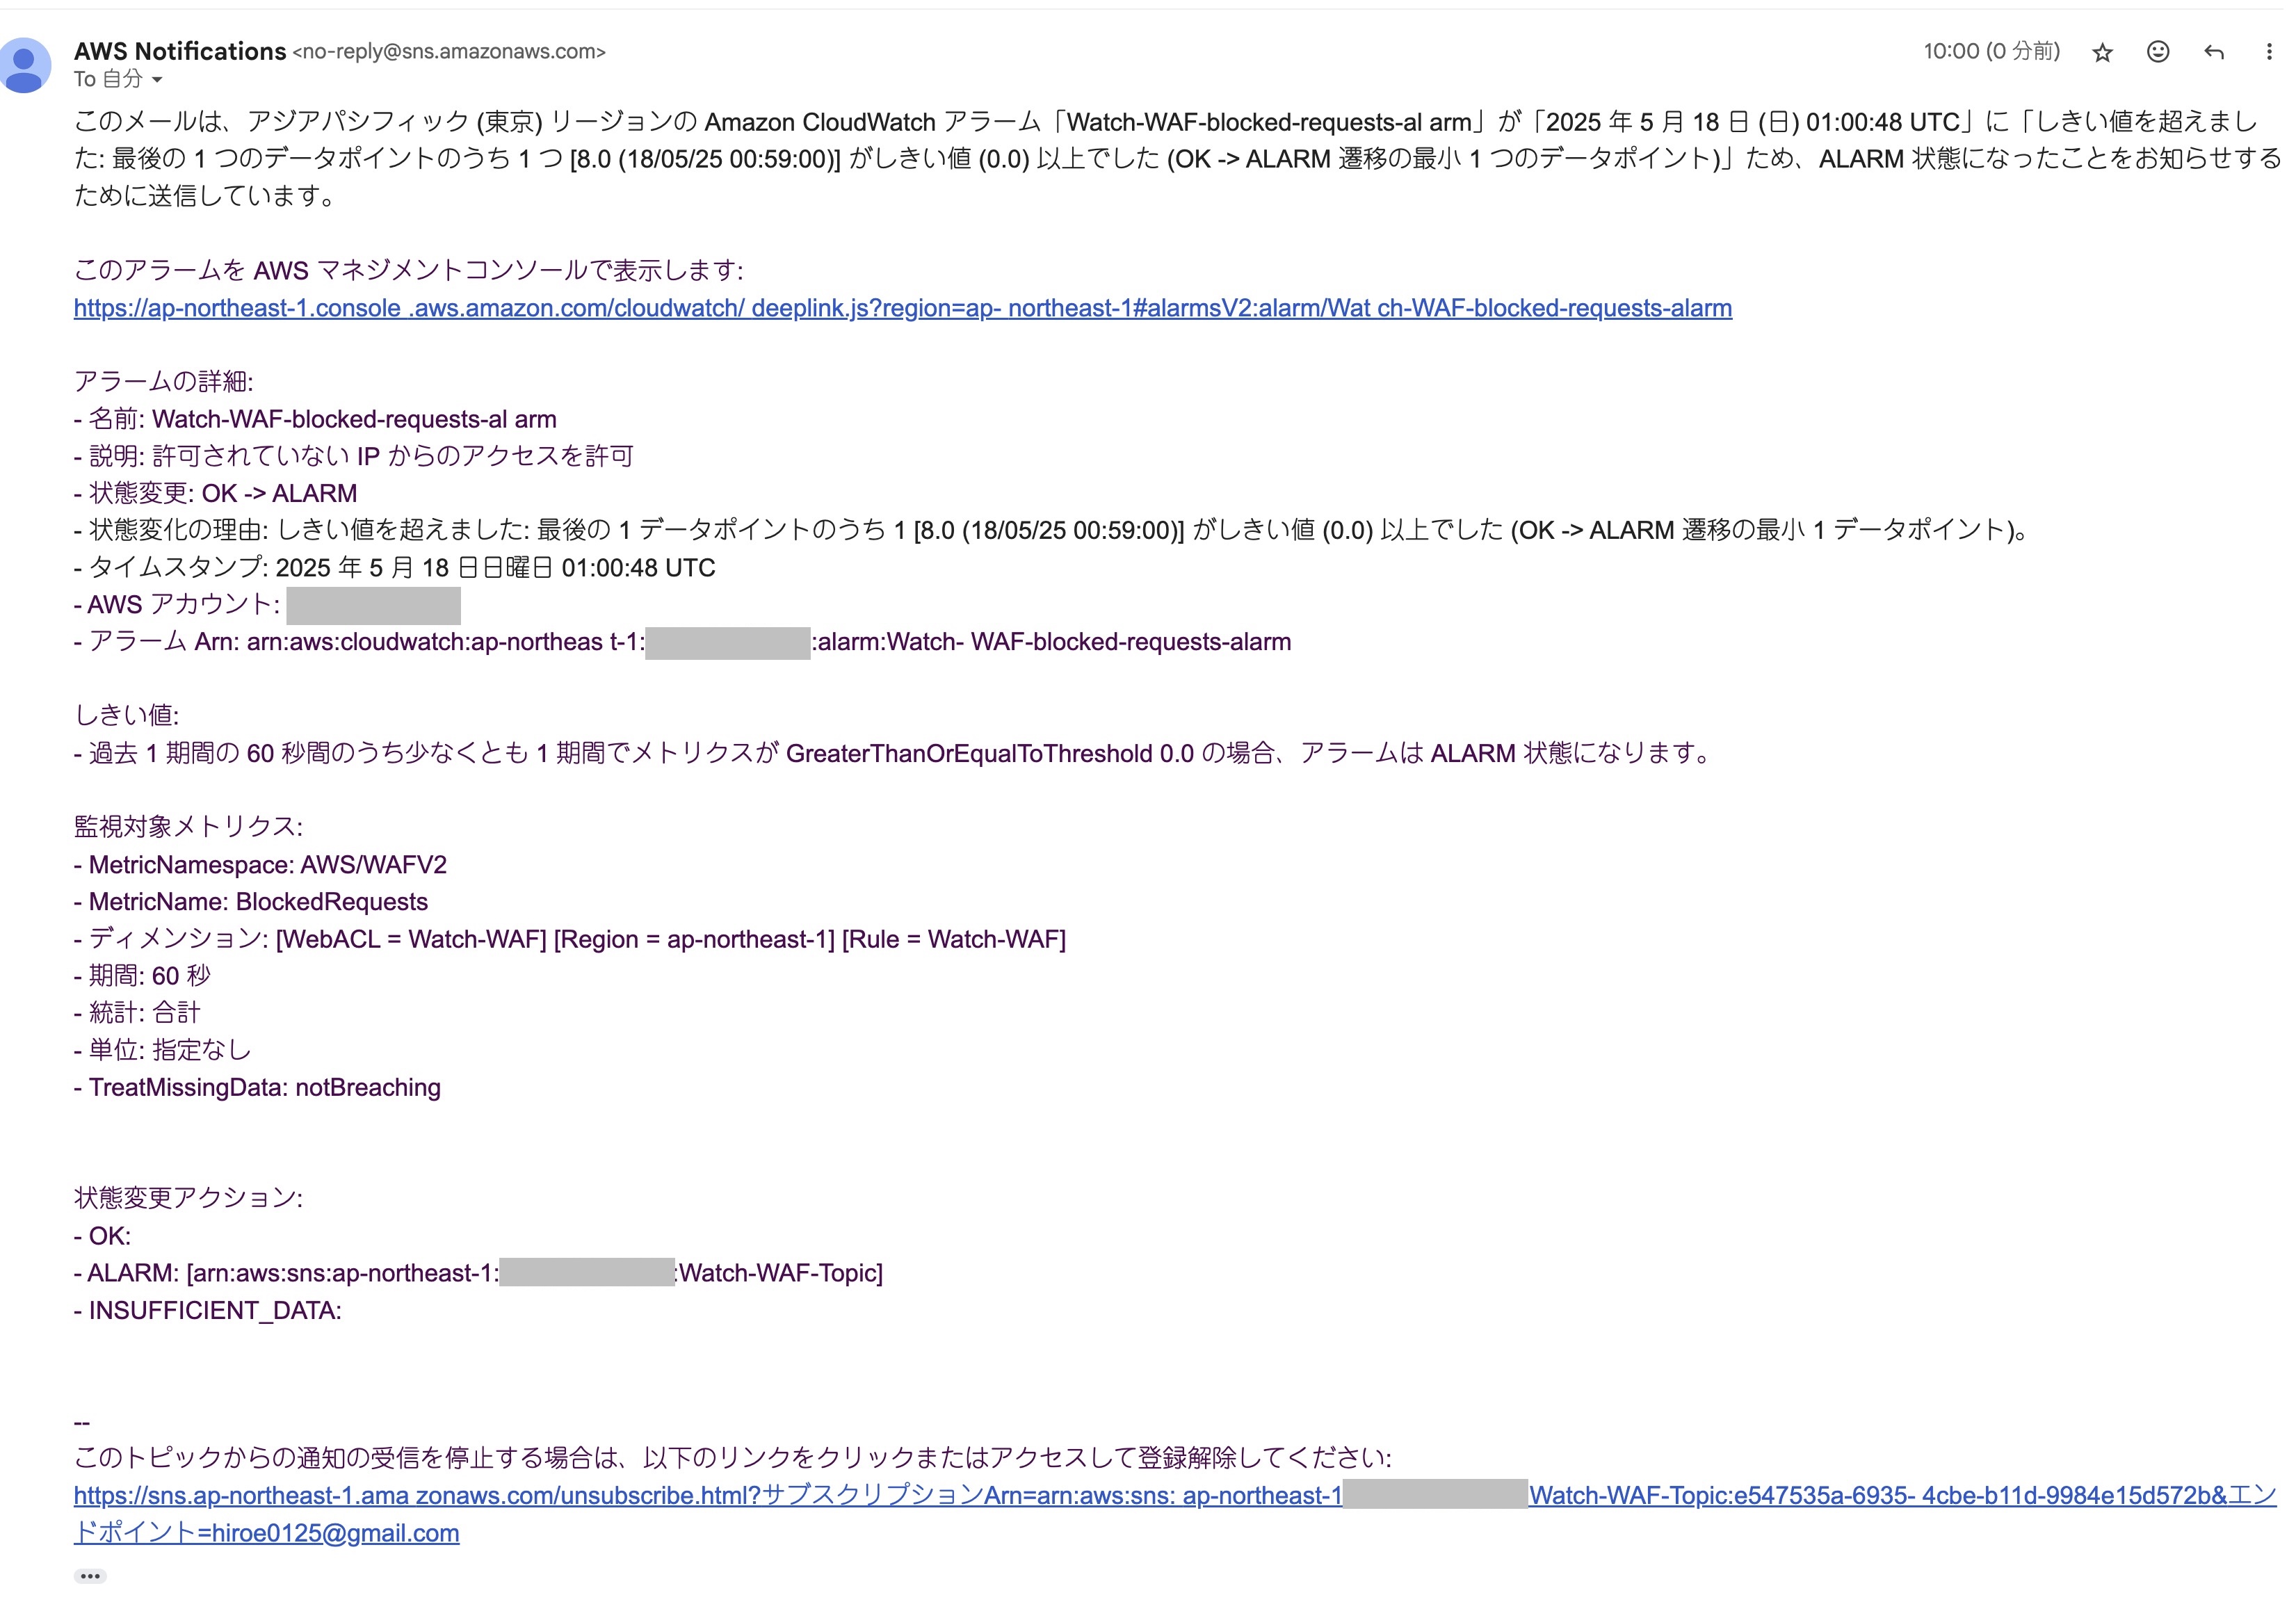 AWS Notifications <no-reply@sns.amazonaws.com>
10:00 (0 分前)
To 自分
このメールは、アジアパシフィック (東京) リージョンの Amazon CloudWatch アラーム「Watch-WAF-blocked-requests-al arm」が「2025 年 5 月 18 日 (日) 01:00:48 UTC」に「しきい値を超えまし
た: 最後の 1 つのデータポイントのうち 1 つ [8.0 (18/05/25 00:59:00)] がしきい値 (0.0) 以上でした (OK -> ALARM 遷移の最小 1 つのデータポイント)」ため、ALARM 状態になったことをお知らせする
ために送信しています。
このアラームを AWS マネジメントコンソールで表示します:
https://ap-northeast-1.console .aws.amazon.com/cloudwatch/ deeplink.js?region=ap- northeast-1#alarmsV2:alarm/Wat ch-WAF-blocked-requests-alarm
アラームの詳細:
- 名前: Watch-WAF-blocked-requests-al arm
- 説明: 許可されていない IP からのアクセスを許可
- 状態変更: OK -> ALARM
- 状態変化の理由: しきい値を超えました: 最後の 1 データポイントのうち 1 [8.0 (18/05/25 00:59:00)] がしきい値 (0.0) 以上でした (OK -> ALARM 遷移の最小 1 データポイント)。
- タイムスタンプ: 2025 年 5 月 18 日日曜日 01:00:48 UTC
- AWS アカウント:
- アラーム Arn: arn:aws:cloudwatch:ap-northeas t-1: :alarm:Watch- WAF-blocked-requests-alarm
しきい値:
- 過去 1 期間の 60 秒間のうち少なくとも 1 期間でメトリクスが GreaterThanOrEqualToThreshold 0.0 の場合、アラームは ALARM 状態になります。
監視対象メトリクス:
- MetricNamespace: AWS/WAFV2
- MetricName: BlockedRequests
- ディメンション: [WebACL = Watch-WAF] [Region = ap-northeast-1] [Rule = Watch-WAF]
- 期間: 60 秒
- 統計: 合計
- 単位: 指定なし
- TreatMissingData: notBreaching
状態変更アクション:
- OK:
- ALARM: [arn:aws:sns:ap-northeast-1: :Watch-WAF-Topic]
- INSUFFICIENT_DATA:
--
このトピックからの通知の受信を停止する場合は、以下のリンクをクリックまたはアクセスして登録解除してください:
https://sns.ap-northeast-1.ama zonaws.com/unsubscribe.html?サブスクリプションArn=arn:aws:sns: ap-northeast-1 Watch-WAF-Topic:e547535a-6935- 4cbe-b11d-9984e15d572b&エン
ドポイント=hiroe0125@gmail.com